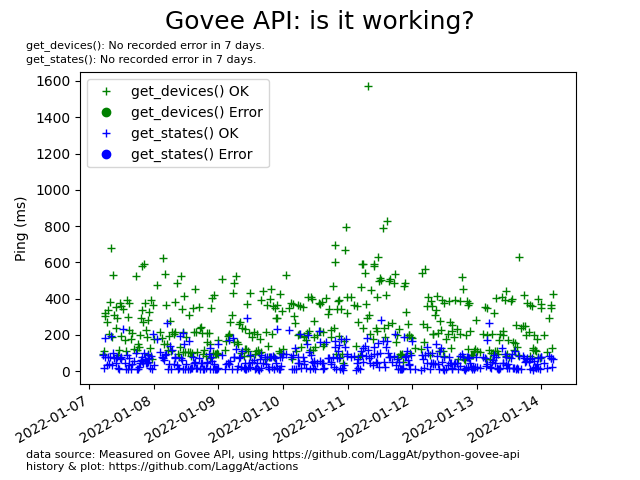 Govee API: is it working?
get_devices(): No recorded error in 7 days.
get_states(): No recorded error in 7 days.
1600
1400
1200
1000
800
600
400
200
0
Ping (ms)
get_devices() OK
get_devices() Error
get_states() OK
get_states() Error
2022-01-07
2022-01-08
2022-01-09
2022-01-10
2022-01-11
2022-01-12
2022-01-13
2022-01-14
data source: Measured on Govee API, using https://github.com/LaggAt/python-govee-api
history & plot: https://github.com/LaggAt/actions